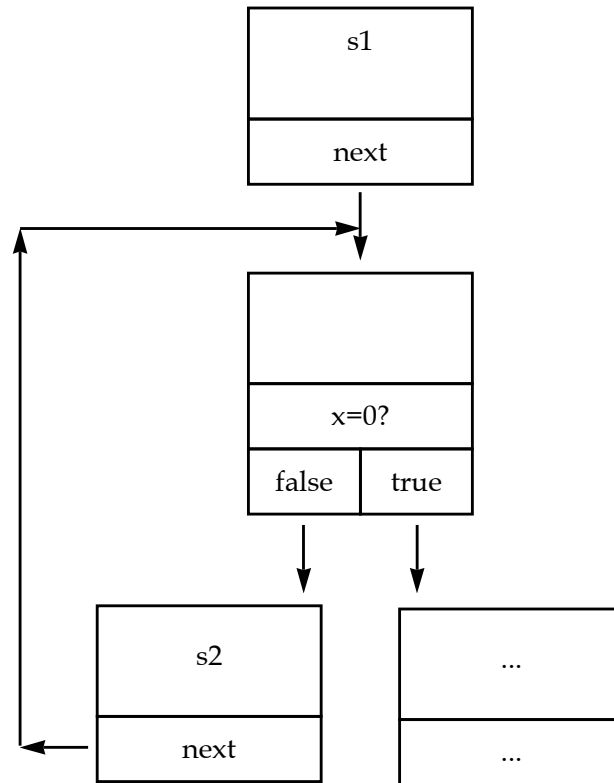 s1
next
x=0?
false
true
s2
...
next
...